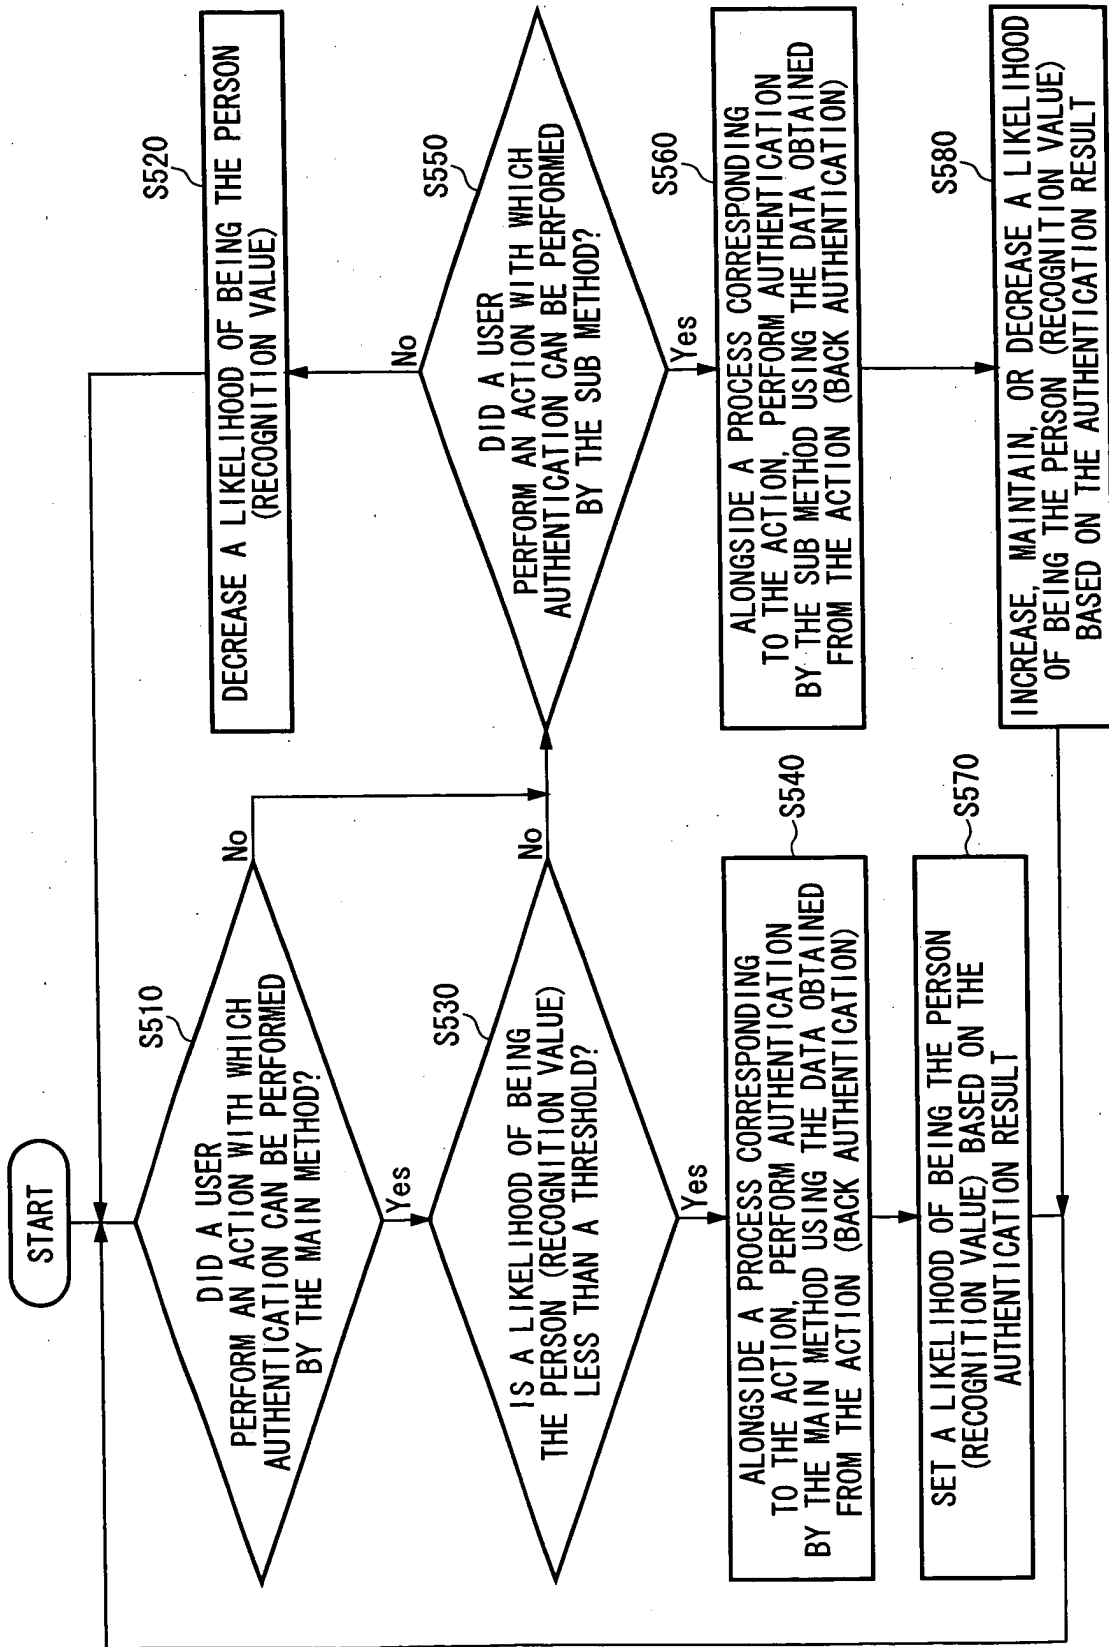 START
S510
DID A USER
PERFORM AN ACTION WITH WHICH
AUTHENTICATION CAN BE PERFORMED
BY THE MAIN METHOD?
No
Yes
S530
IS A LIKELIHOOD OF BEING
THE PERSON (RECOGNITION VALUE)
LESS THAN A THRESHOLD?
No
Yes
S540
ALONGSIDE A PROCESS CORRESPONDING
TO THE ACTION, PERFORM AUTHENTICATION
BY THE MAIN METHOD USING THE DATA OBTAINED
FROM THE ACTION (BACK AUTHENTICATION)
S570
SET A LIKELIHOOD OF BEING THE PERSON
(RECOGNITION VALUE) BASED ON THE
AUTHENTICATION RESULT
S520
DECREASE A LIKELIHOOD OF BEING THE PERSON
(RECOGNITION VALUE)
No
S550
DID A USER
PERFORM AN ACTION WITH WHICH
AUTHENTICATION CAN BE PERFORMED
BY THE SUB METHOD?
Yes
S560
ALONGSIDE A PROCESS CORRESPONDING
TO THE ACTION, PERFORM AUTHENTICATION
BY THE SUB METHOD USING THE DATA OBTAINED
FROM THE ACTION (BACK AUTHENTICATION)
S580
INCREASE, MAINTAIN, OR DECREASE A LIKELIHOOD
OF BEING THE PERSON (RECOGNITION VALUE)
BASED ON THE AUTHENTICATION RESULT